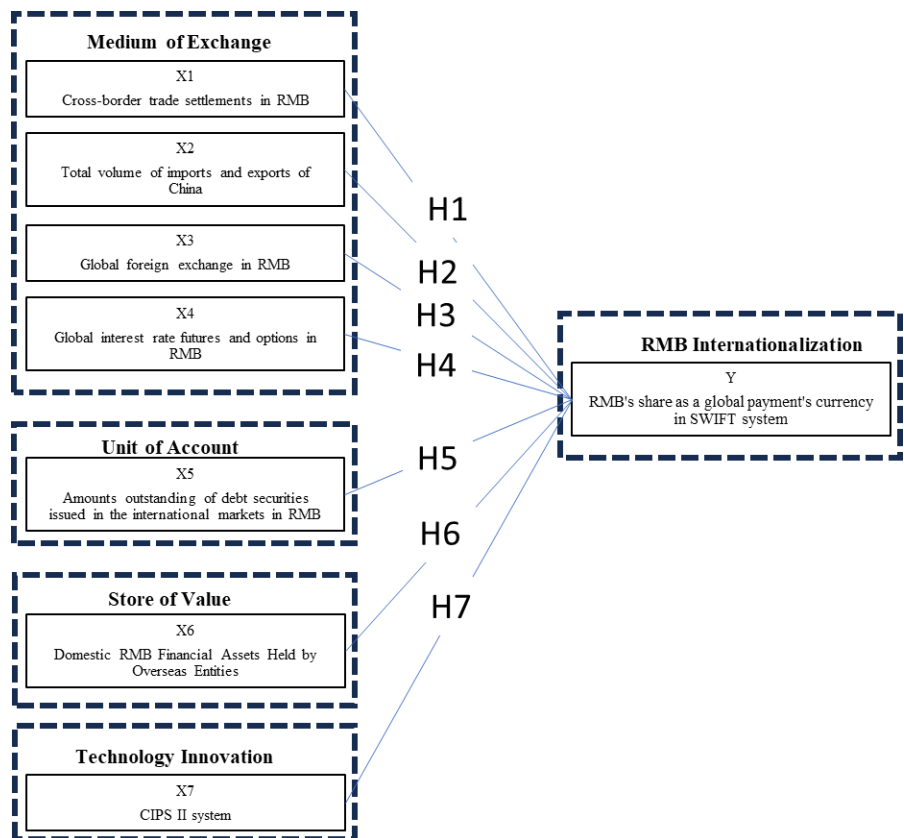 Medium of Exchange
X1
Cross-border trade settlements in RMB
X2
Total volume of imports and exports of
China
X3
Global foreign exchange in RMB
X4
Global interest rate futures and options in
RMB
Unit of Account
X5
Amounts outstanding of debt securities
issued in the international markets in RMB
Store of Value
X6
Domestic RMB Financial Assets Held by
Overseas Entities
Technology Innovation
X7
CIPS II system
H1
H2
H3
H4
H5
H6
H7
RMB Internationalization
Y
RMB's share as a global payment's currency
in SWIFT system